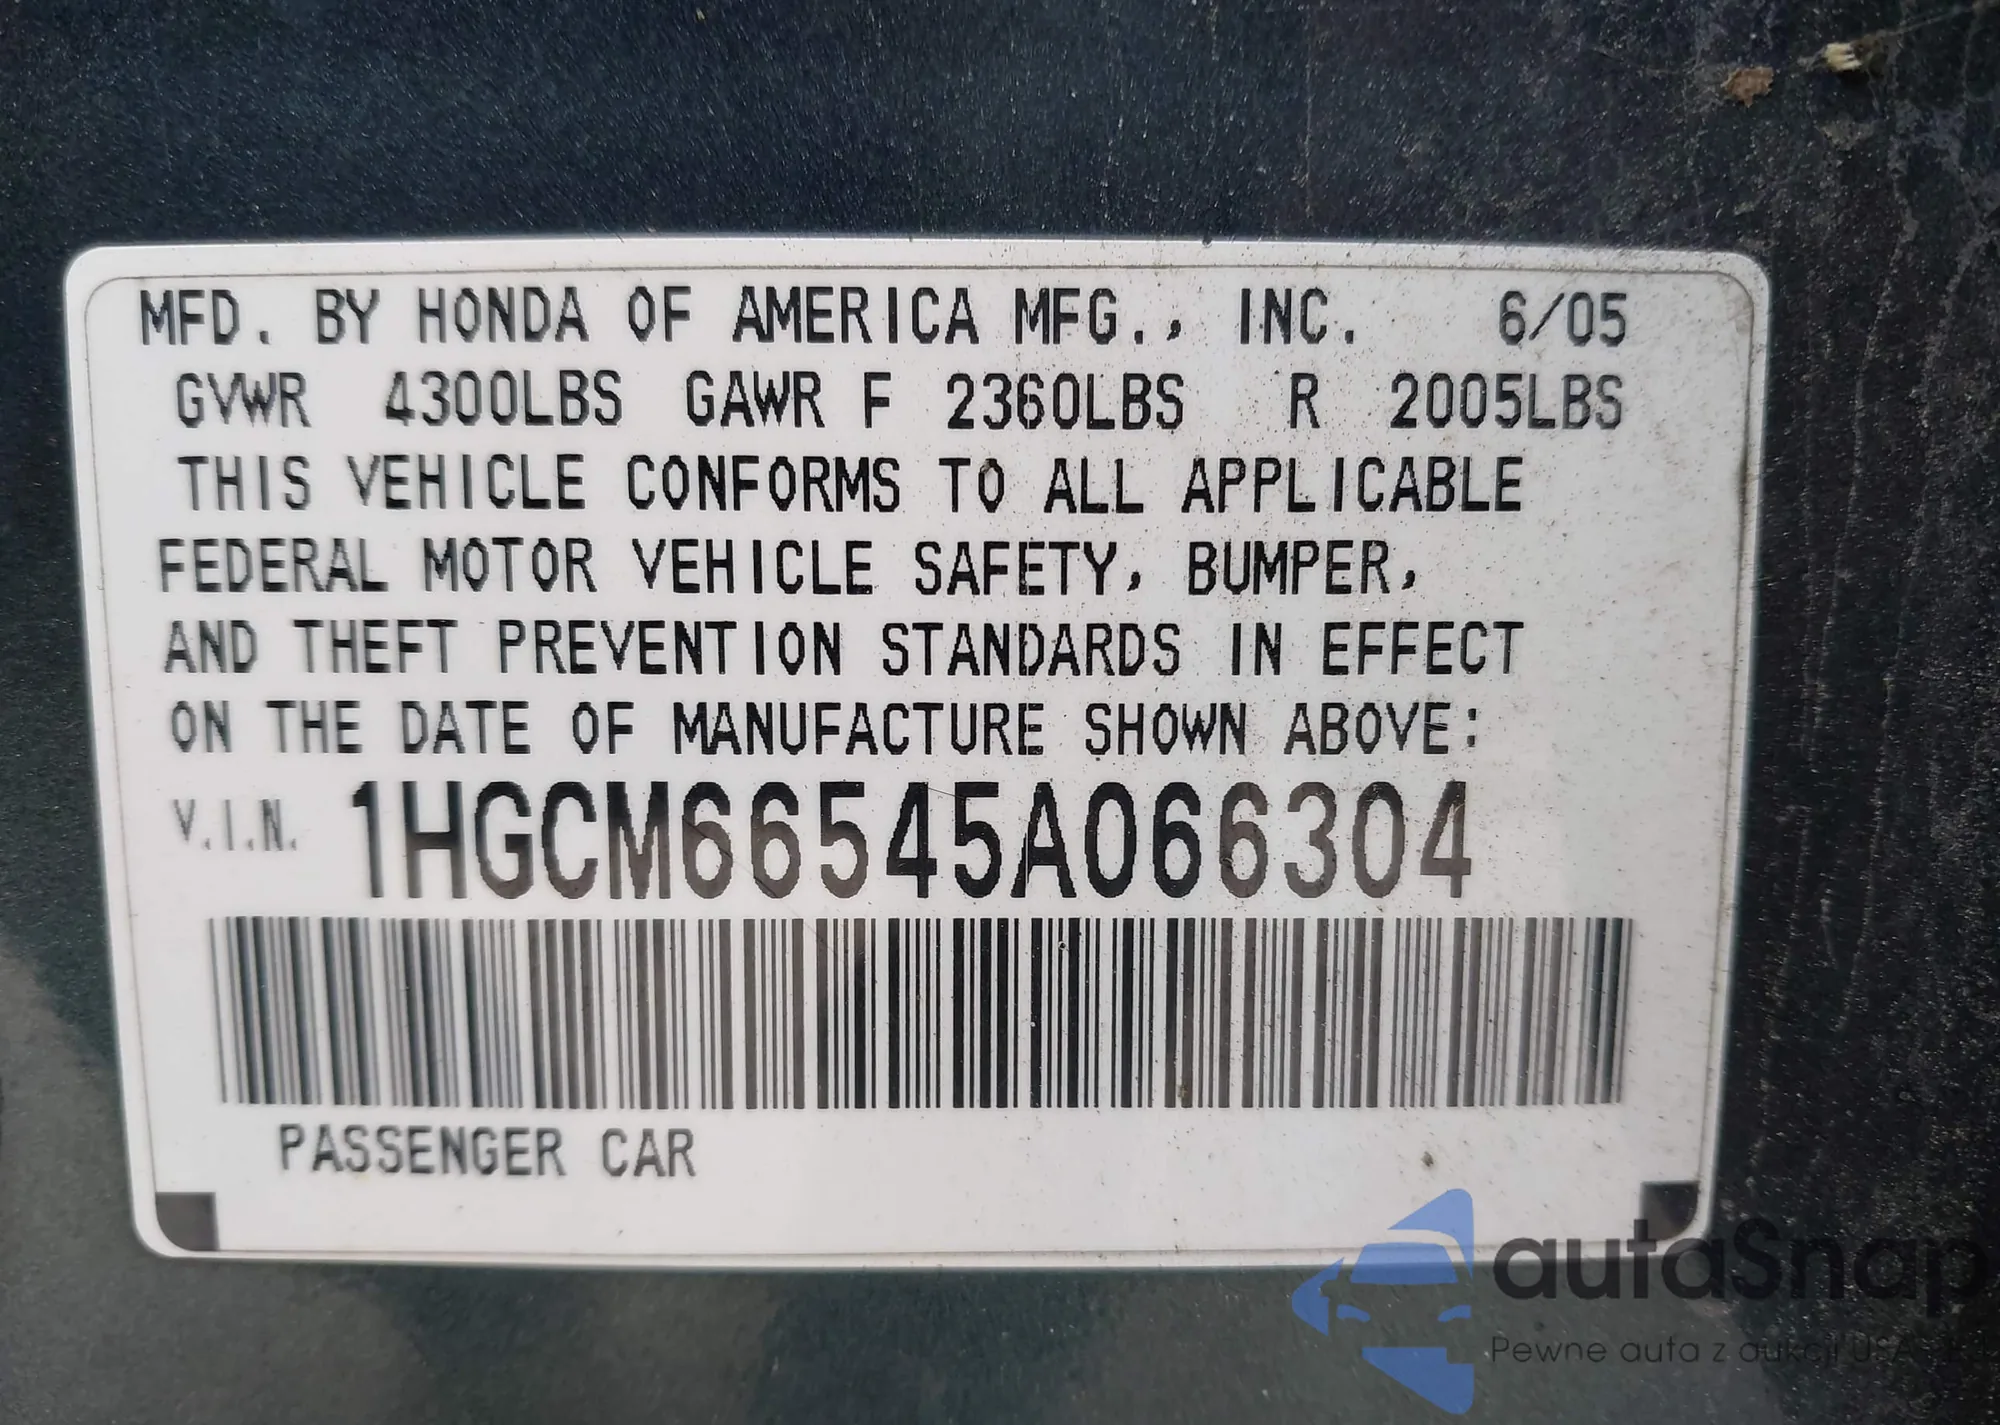 MFD. BY HONDA OF AMERICA MFG., INC. 6/05
GVWR 4300LBS GAWR F 2360LBS R 2005LBS
THIS VEHICLE CONFORMS TO ALL APPLICABLE
FEDERAL MOTOR VEHICLE SAFETY, BUMPER,
AND THEFT PREVENTION STANDARDS IN EFFECT
ON THE DATE OF MANUFACTURE SHOWN ABOVE:
V.I.N. 1HGCM66545A066304
PASSENGER CAR
autaSnap
Pewne auta z aukcji USA